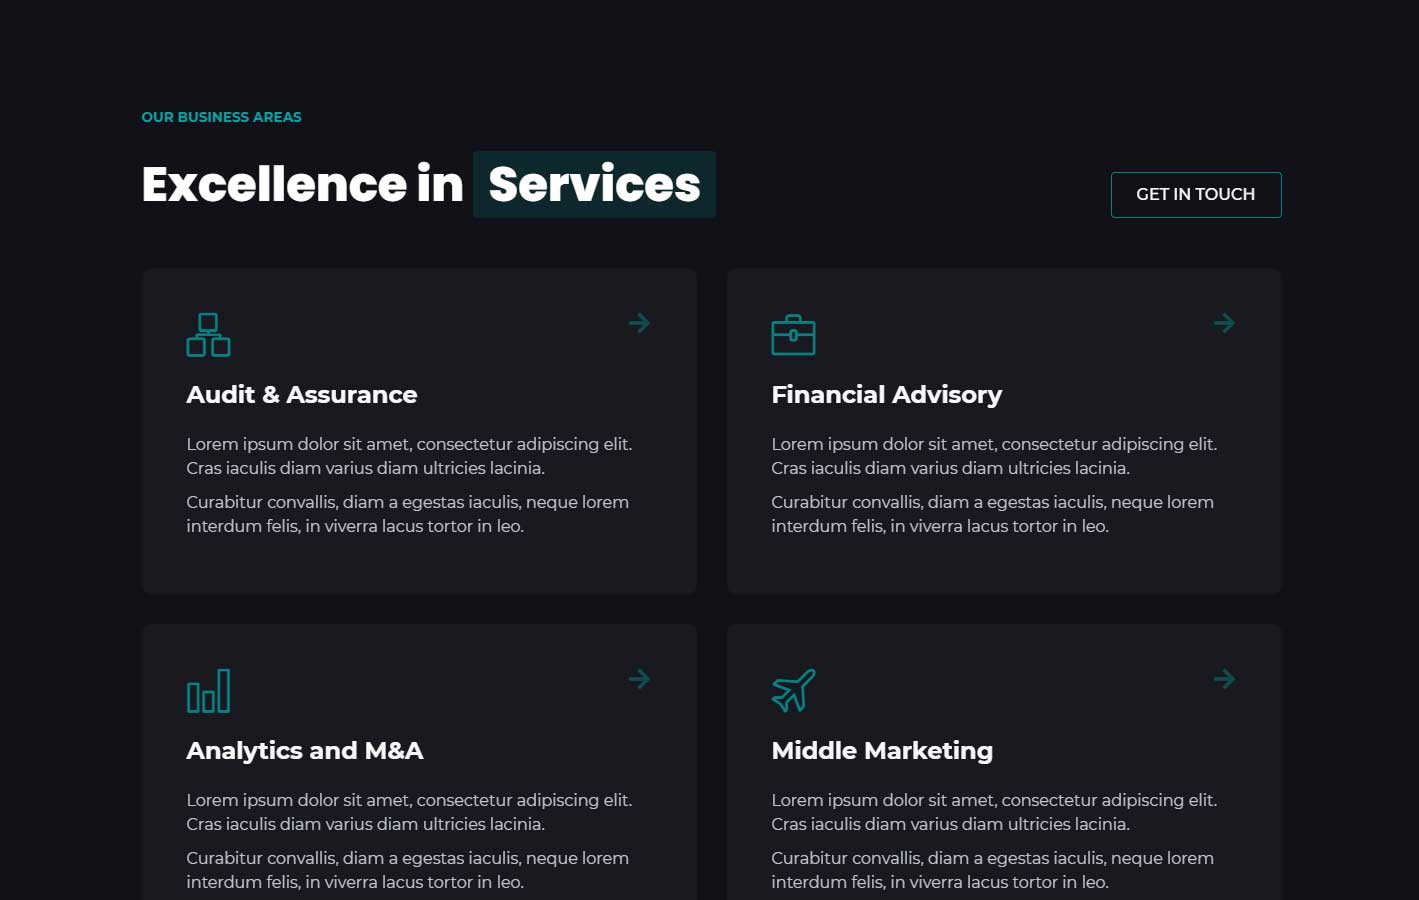 OUR BUSINESS AREAS
Excellence in Services
GET IN TOUCH
Audit & Assurance
Lorem ipsum dolor sit amet, consectetur adipiscing elit.
Cras iaculis diam varius diam ultricies lacinia.
Curabitur convallis, diam a egestas iaculis, neque lorem
interdum felis, in viverra lacus tortor in leo.
Financial Advisory
Lorem ipsum dolor sit amet, consectetur adipiscing elit.
Cras iaculis diam varius diam ultricies lacinia.
Curabitur convallis, diam a egestas iaculis, neque lorem
interdum felis, in viverra lacus tortor in leo.
Analytics and M&A
Lorem ipsum dolor sit amet, consectetur adipiscing elit.
Cras iaculis diam varius diam ultricies lacinia.
Curabitur convallis, diam a egestas iaculis, neque lorem
interdum felis, in viverra lacus tortor in leo.
Middle Marketing
Lorem ipsum dolor sit amet, consectetur adipiscing elit.
Cras iaculis diam varius diam ultricies lacinia.
Curabitur convallis, diam a egestas iaculis, neque lorem
interdum felis, in viverra lacus tortor in leo.